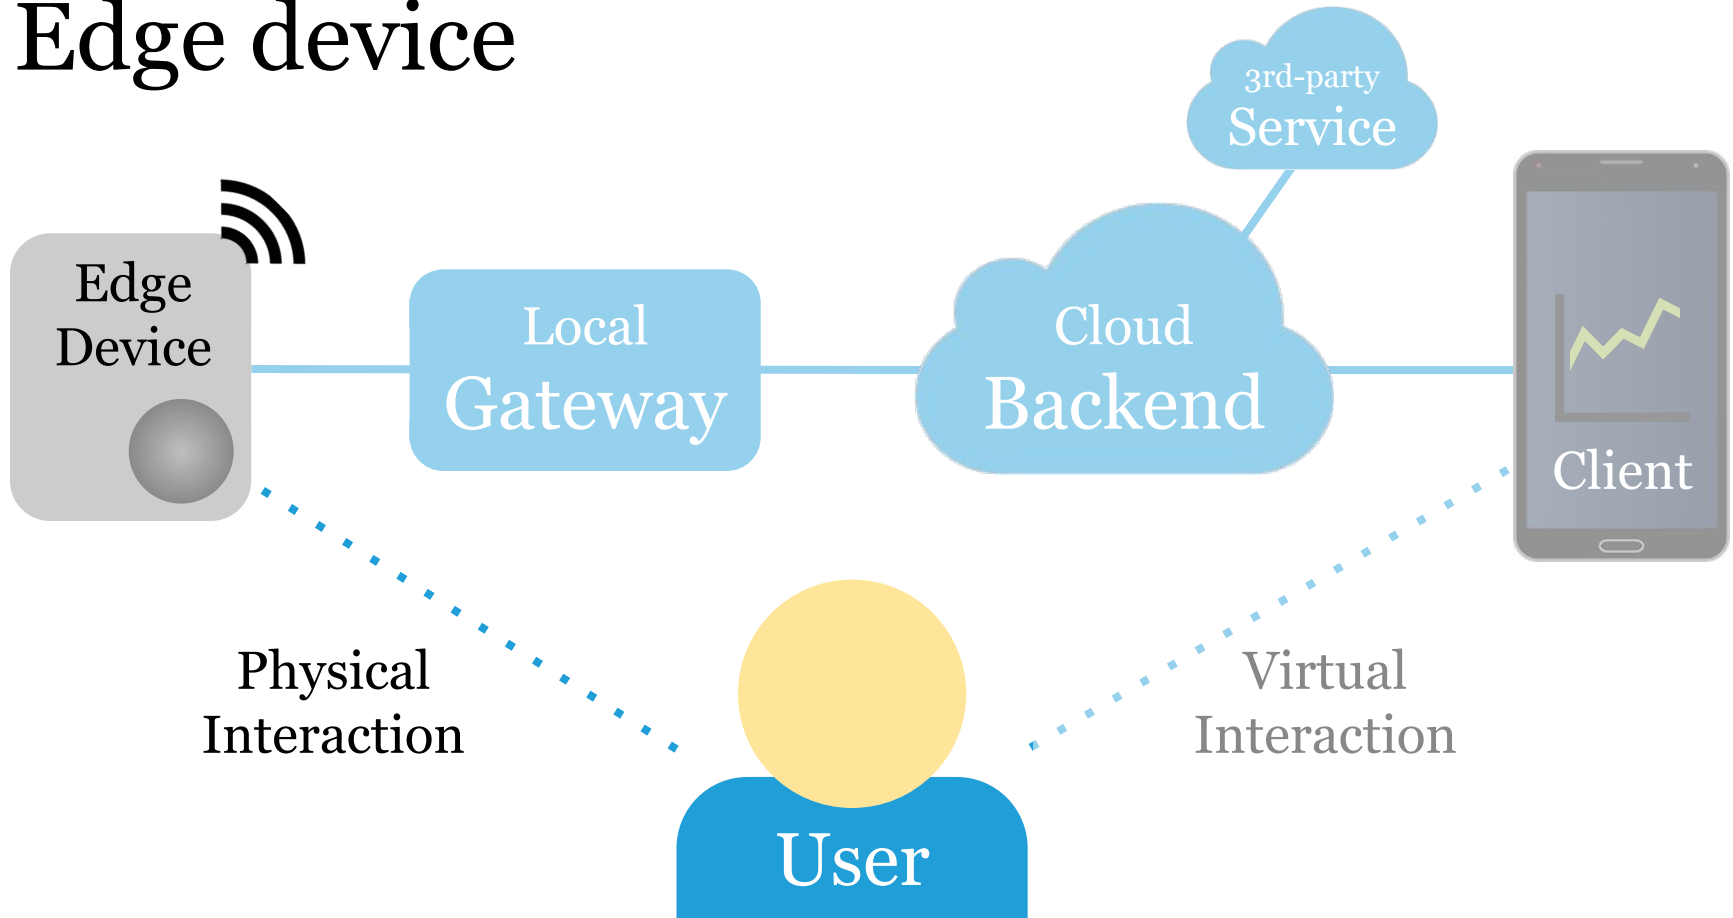 Edge device
3rd-party
Service
Edge
Device
Local
Gateway
Cloud
Backend
Client
Physical
Interaction
Virtual
Interaction
User